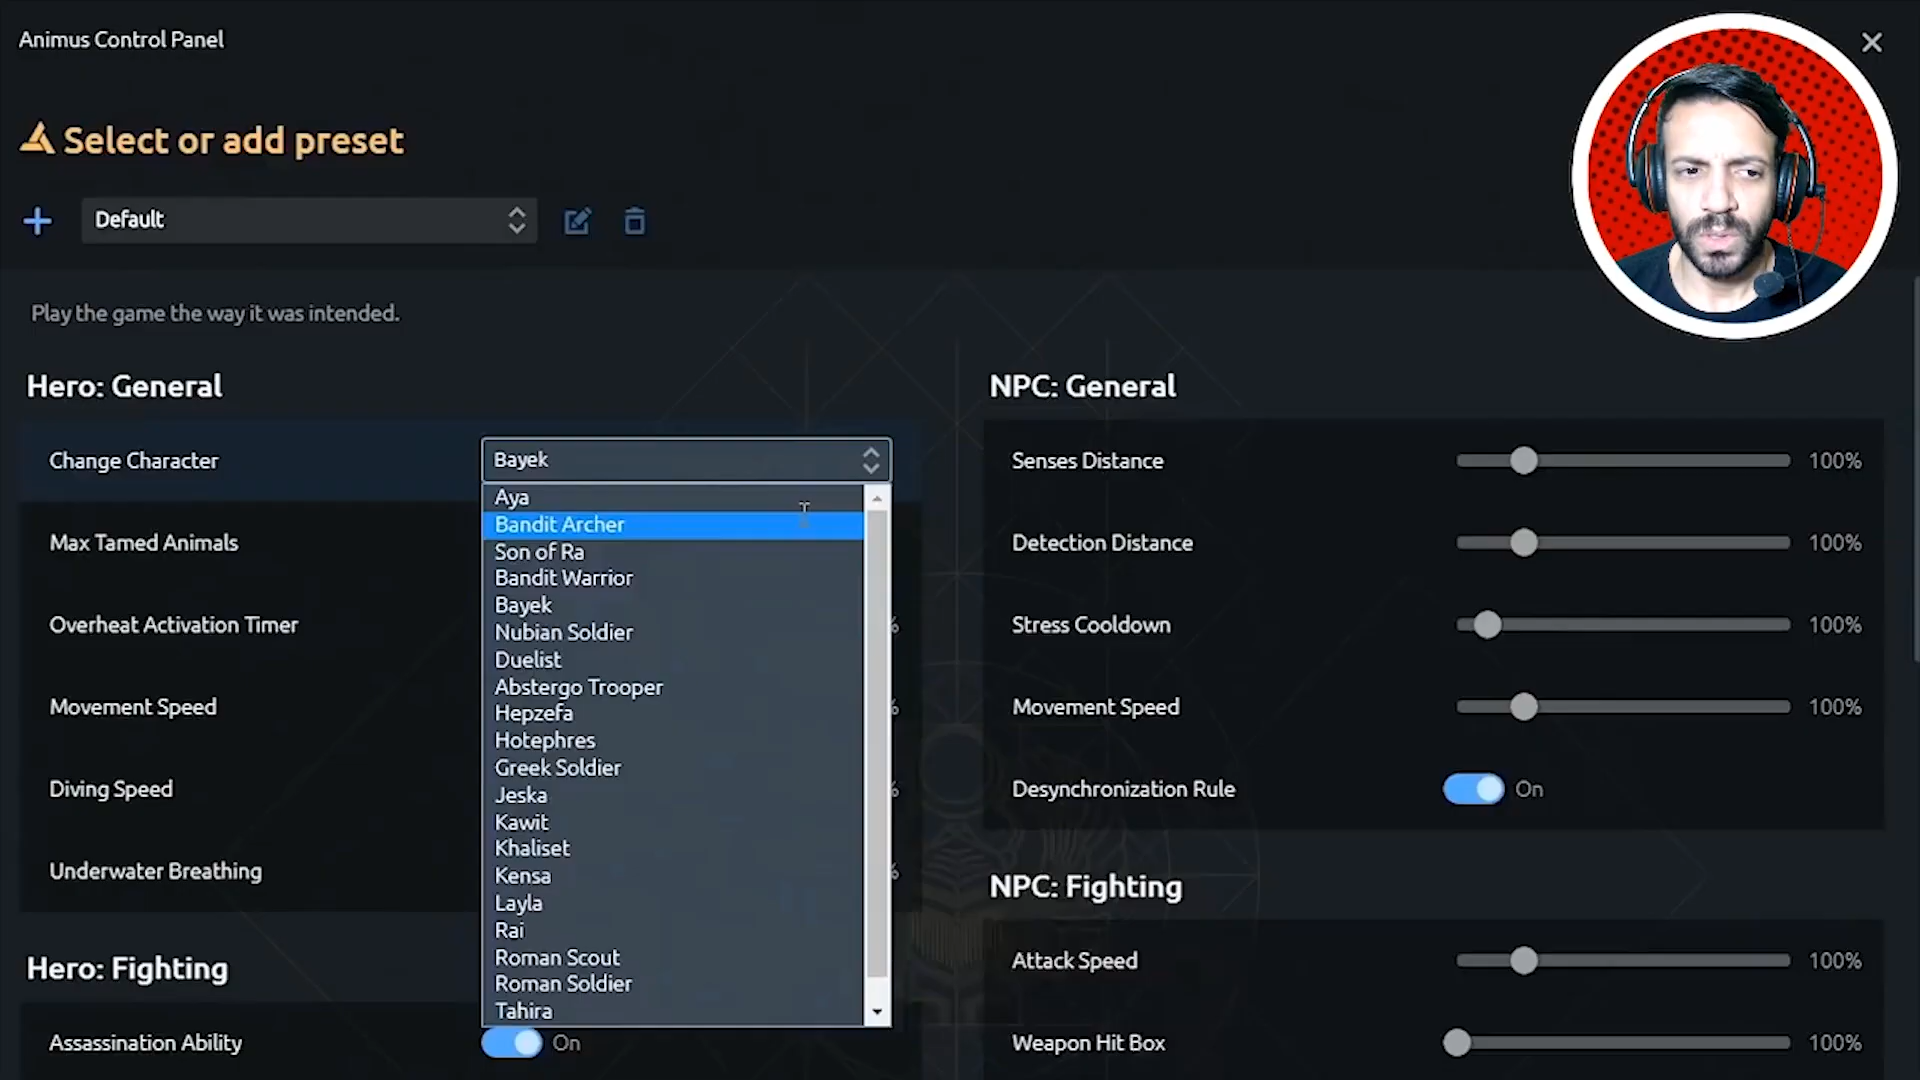 Animus Control Panel
Select or add preset
Default
Play the game the way it was intended.
Hero: General
Change Character
Bayek
Aya
Bandit Archer
Son of Ra
Bandit Warrior
Bayek
Nubian Soldier
Duelist
Abstergo Trooper
Hepzefa
Hotephres
Greek Soldier
Jeska
Kawit
Khaliset
Kensa
Layla
Rai
Roman Scout
Roman Soldier
Tahira
Max Tamed Animals
Overheat Activation Timer
%
Movement Speed
%
Diving Speed
%
Underwater Breathing
%
Hero: Fighting
Assassination Ability
On
NPC: General
Senses Distance
100%
Detection Distance
100%
Stress Cooldown
100%
Movement Speed
100%
Desynchronization Rule
On
NPC: Fighting
Attack Speed
100%
Weapon Hit Box
100%